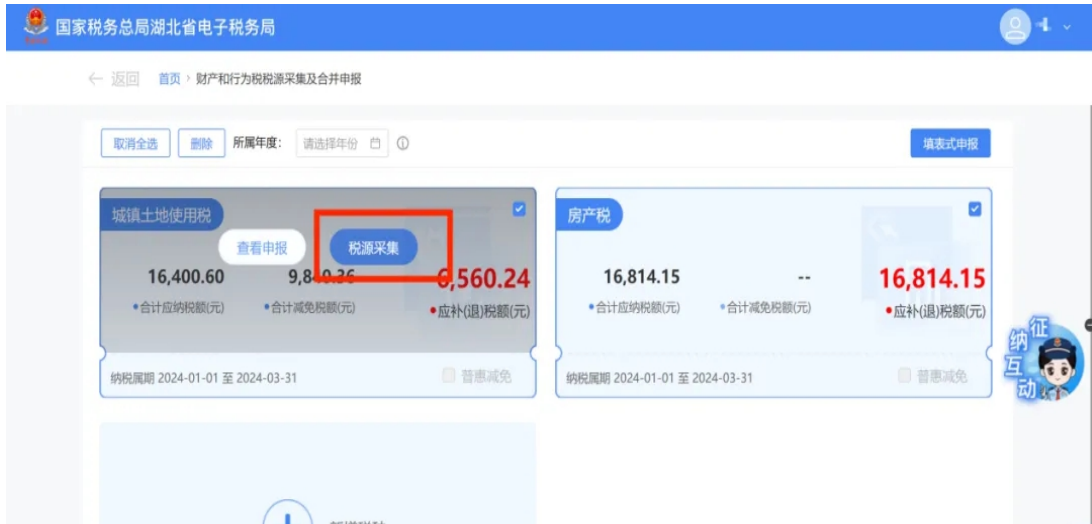 国家税务总局湖北省电子税务局
← 返回 首页 › 财产和行为税税源采集及合并申报
取消全选 删除 所属年度： 请选择年份 填表式申报
城镇土地使用税
查看申报 税源采集
16,400.60 9,840.36 6,560.24
•合计应纳税额(元) •合计减免税额(元) •应补(退)税额(元)
纳税属期 2024-01-01 至 2024-03-31 普惠减免
房产税
16,814.15 -- 16,814.15
•合计应纳税额(元) •合计减免税额(元) •应补(退)税额(元)
纳税属期 2024-01-01 至 2024-03-31 普惠减免
征纳互动